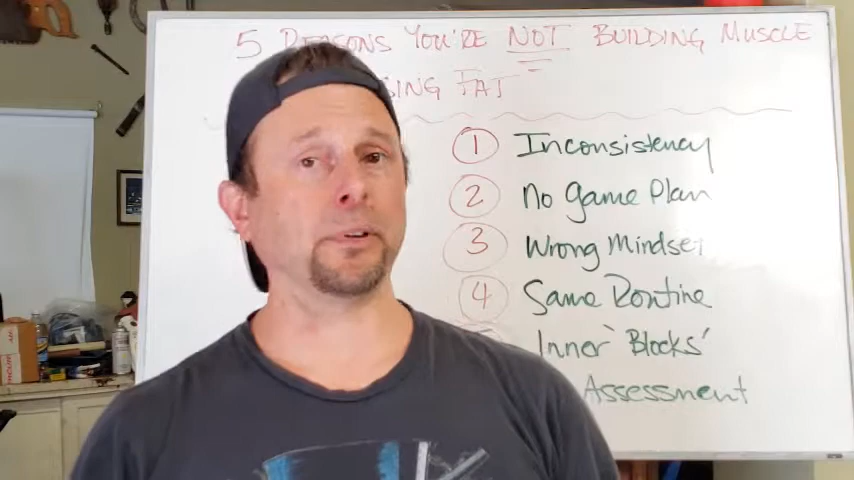 5 Reasons You're NOT Building Muscle
Fat
1 Inconsistency
2 No Game Plan
3 Wrong Mindset
4 Same Routine
Inner 'Blocks'
Assessment